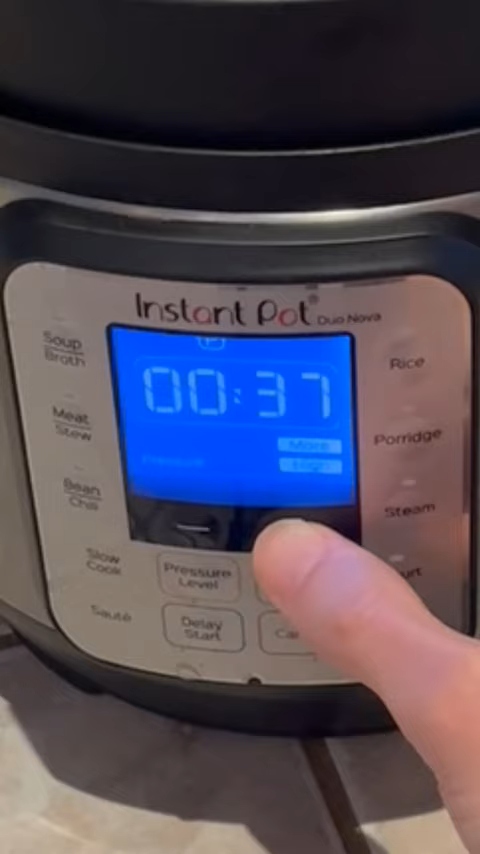 Instant Pot®
Duo Nova
Soup
Broth
Meat
Stew
Bean
Chili
Slow
Cook
Sauté
00:37
More
High
Pressure
—
Pressure
Level
Delay
Start
Rice
Porridge
Steam